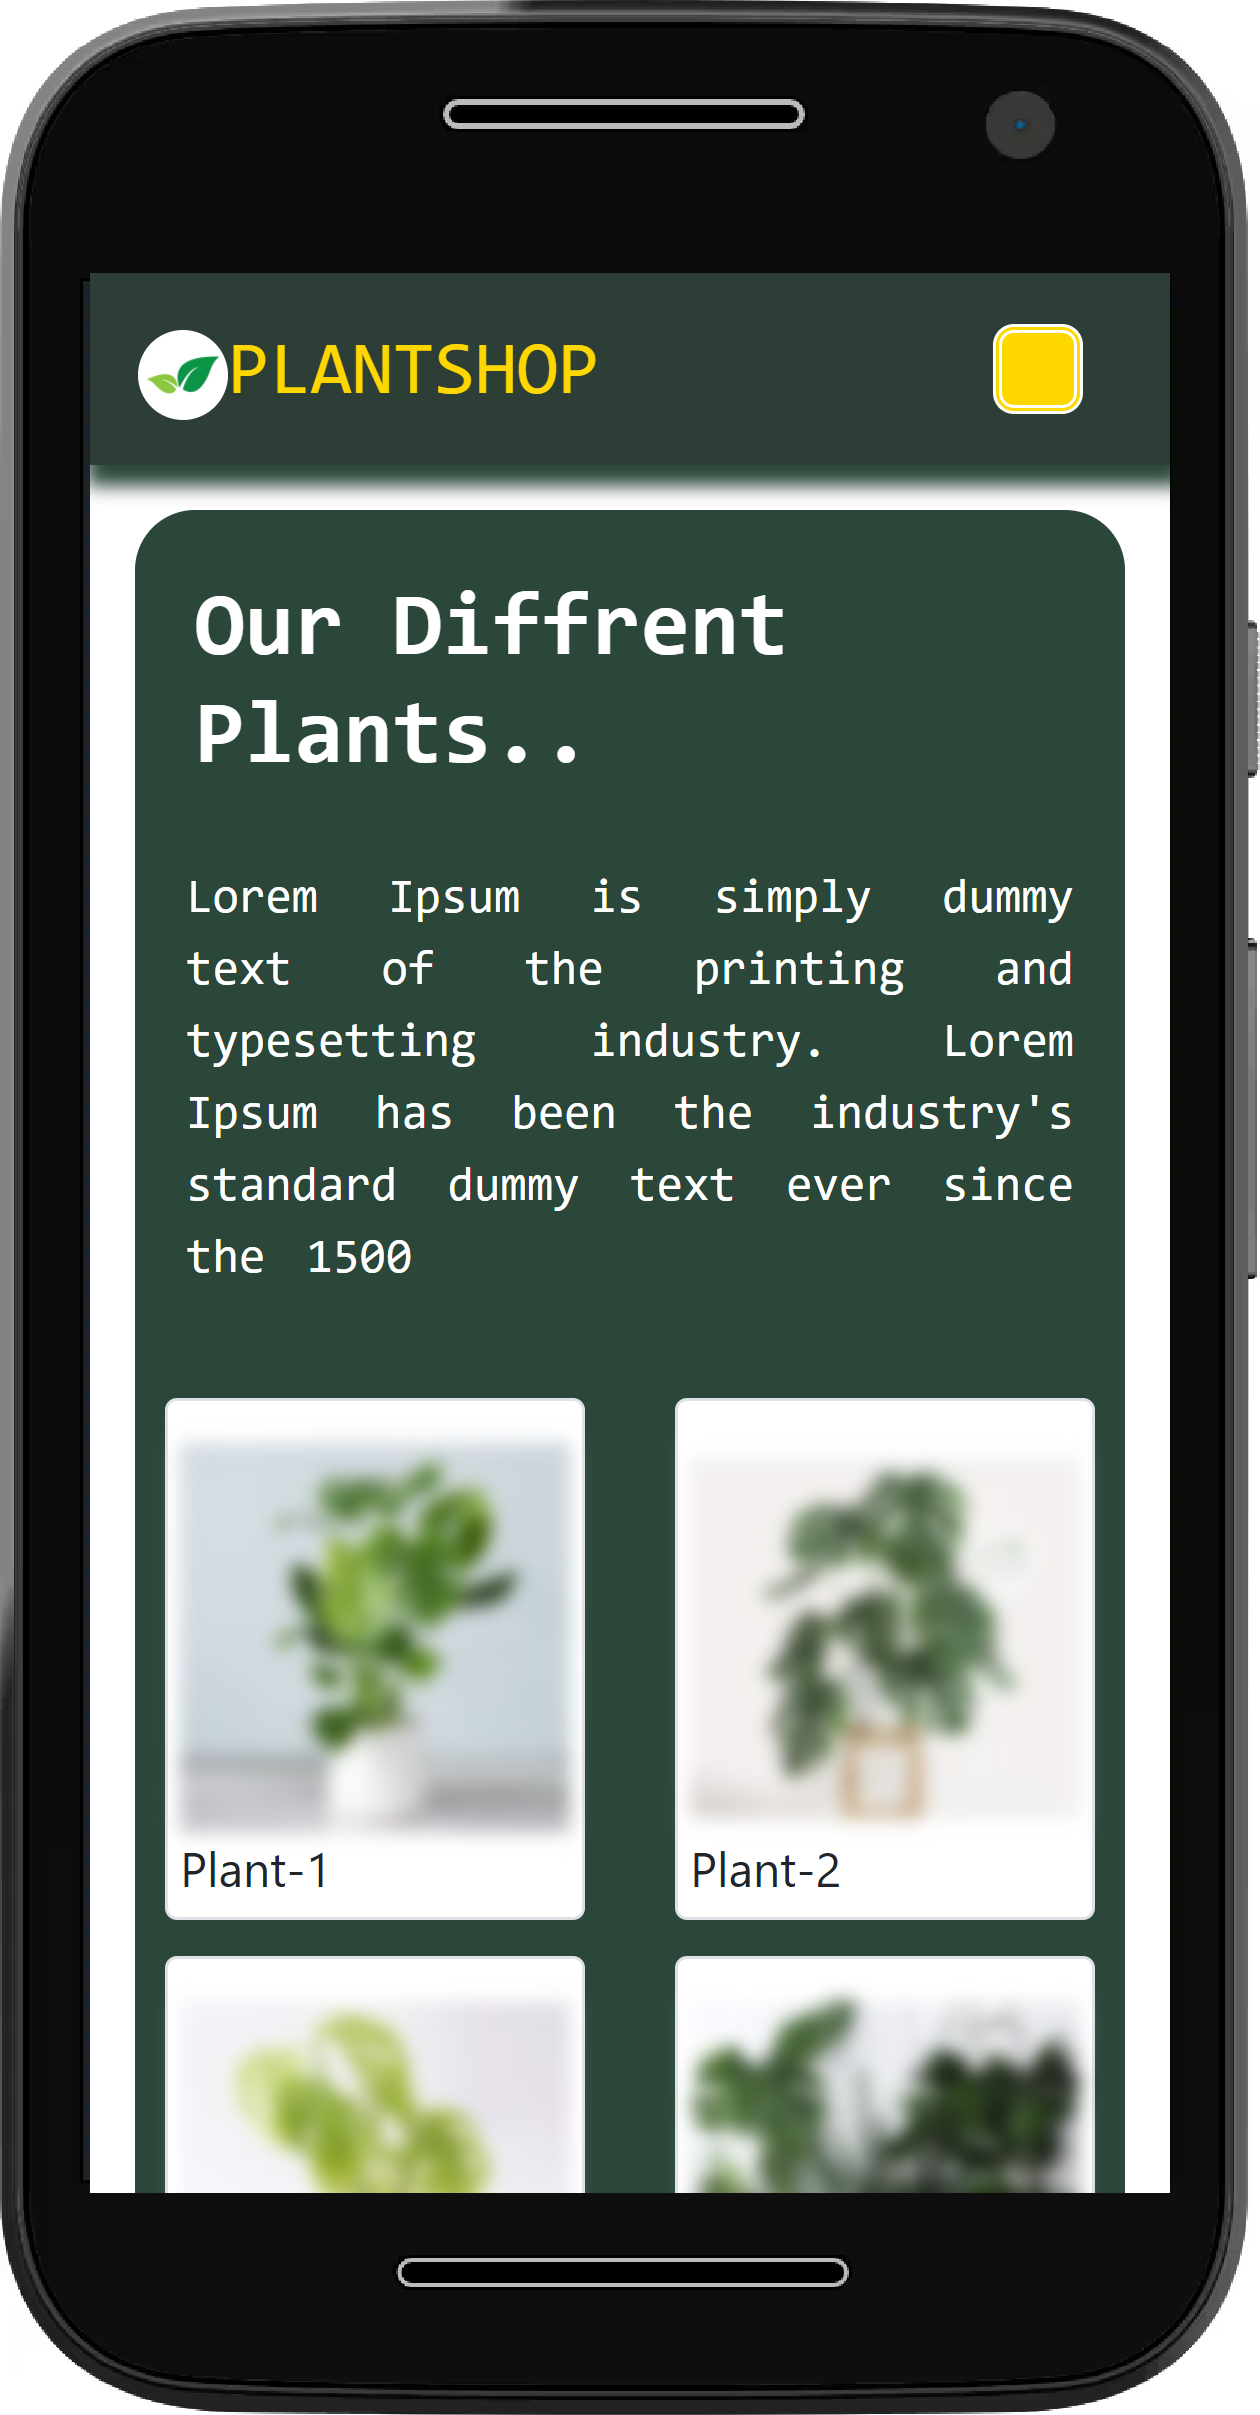 PLANTSHOP
Our Diffrent
Plants..
Lorem Ipsum is simply dummy
text of the printing and
typesetting industry. Lorem
Ipsum has been the industry's
standard dummy text ever since
the 1500
Plant-1
Plant-2